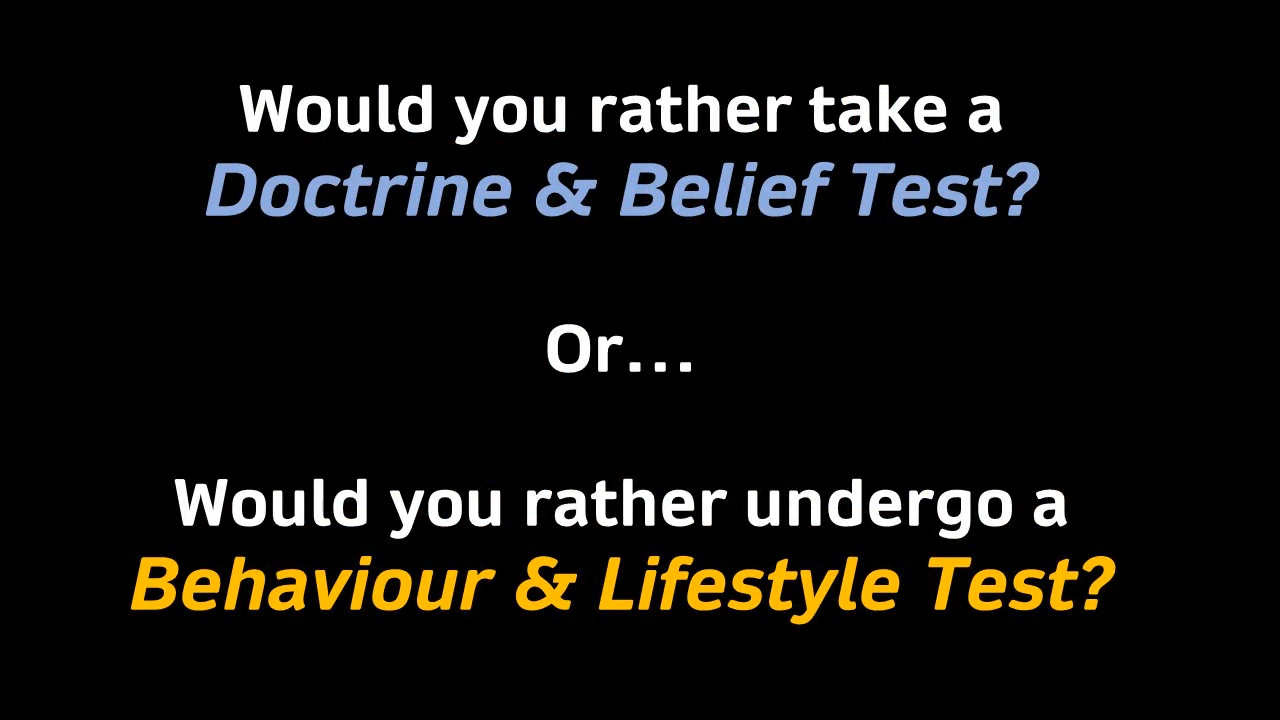 Would you rather take a
Doctrine & Belief Test?
Or...
Would you rather undergo a
Behaviour & Lifestyle Test?